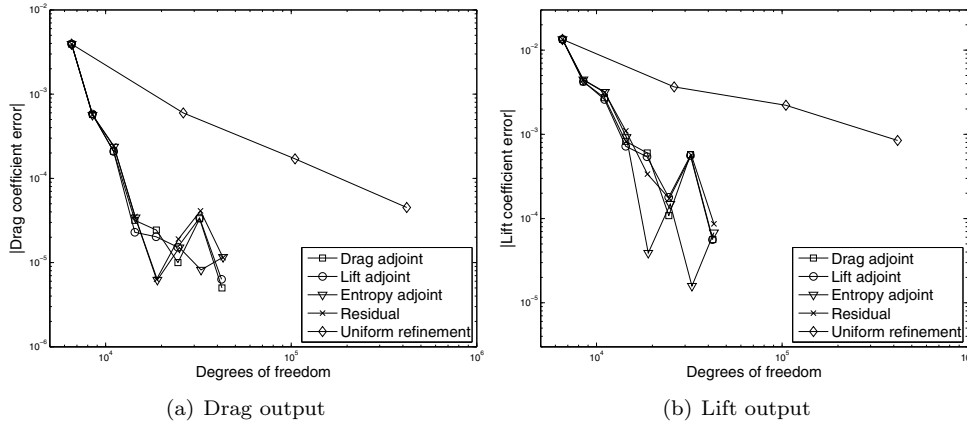 10^−2
10^−3
10^−4
10^−5
10^−6
|Drag coefficient error|
Drag adjoint
Lift adjoint
Entropy adjoint
Residual
Uniform refinement
10^4
10^5
10^6
Degrees of freedom
(a) Drag output
10^−2
10^−3
10^−4
10^−5
|Lift coefficient error|
Drag adjoint
Lift adjoint
Entropy adjoint
Residual
Uniform refinement
10^4
10^5
Degrees of freedom
(b) Lift output